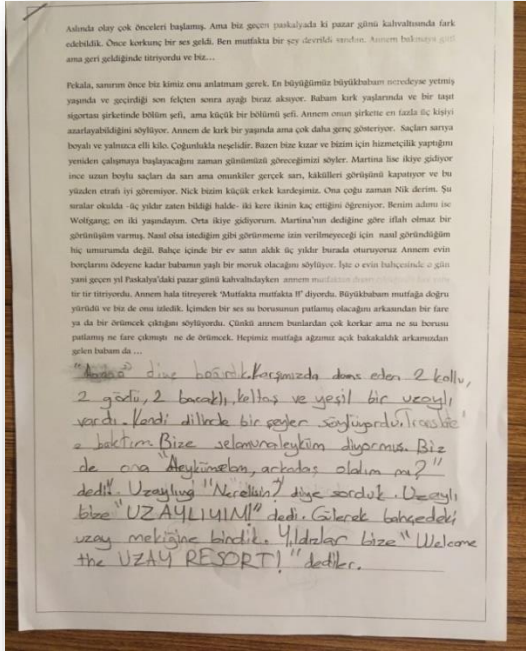 Aslında olay çok önceleri başlamış. Ama biz geçen paskalyada ki pazar günü kahvaltısında fark
edebildik. Önce korkunç bir ses geldi. Ben mutfakta bir şey devrildi sandım. Annem bakmaya gitti
ama geri geldiğinde titriyordu ve biz…
Pekala, sanırım önce biz kimiz onu anlatmam gerek. En büyüğümüz büyükbabam neredeyse yetmiş
yaşında ve geçirdiği son felçten sonra ayağı biraz aksıyor. Babam kırk yaşlarında ve bir taşıt
sigortası şirketinde bölüm şefi, ama küçük bir bölümü şefi. Annem onun şirkette en fazla üç kişiyi
azarlayabildiğini söylüyor. Annem de kırk bir yaşında ama çok daha genç gösteriyor. Saçları sarıya
boyalı ve yalnızca elli kilo. Çoğunlukla neşelidir. Bazen bize kızar ve bizim için hizmetçilik yaptığını
yeniden çalışmaya başlayacağını zaman günümüzü göreceğimizi söyler. Martina lise ikiye gidiyor
ince uzun boylu saçları da sarı ama onunkiler gerçek sarı, kâkülleri görüşünü kapatıyor ve bu
yüzden etrafı iyi göremiyor. Nick bizim küçük erkek kardeşimiz. Ona çoğu zaman Nik derim. Şu
sıralar okulda -üç yıldır zaten bildiği halde- iki kere ikinin kaç ettiğini öğreniyor. Benim adım ise
Wolfgang; on iki yaşındayım. Orta ikiye gidiyorum. Martina'nın dediğine göre iflah olmaz bir
görünüşüm varmış. Nasıl olsa istediğim gibi görünmeme izin verilmeyeceği için nasıl göründüğüm
hiç umurumda değil. Bahçe içinde bir ev satın aldık üç yıldır burada oturuyoruz Annem evin
borçlarını ödeyene kadar babamın yaşlı bir moruk olacağını söylüyor. İşte o evin bahçesinde o gün
yani geçen yıl Paskalya'daki pazar günü kahvaltıdayken annem mutfaktan
tir tir titriyordu. Annem hala titreyerek 'Mutfakta mutfakta !!' diyordu. Büyükbabam mutfağa doğru
yürüdü ve biz de onu izledik. İçimden bir ses su borusunun patlamış olacağını arkasından bir fare
ya da bir örümcek çıktığını söylüyordu. Çünkü annem bunlardan çok korkar ama ne su borusu
patlamış ne fare çıkmıştı ne de örümcek. Hepimiz mutfağa ağzımız açık bakakaldık arkamızdan
gelen babam da …
diye bağırdı. Karşımızda dans eden 2 kollu,
2 gözlü, 2 bacaklı, keltoş ve yeşil bir uzaylı
vardı. Kendi dilinde bir şeyler söylüyordu.
baktım. Bize selamunaleyküm diyormuş. Biz
de ona "Aleykümselam, arkadaş olalım mı?"
dedik. Uzaylıya "Nerelisin?" diye sorduk. Uzaylı
bize "UZAYLIYIM!" dedi. Gülerek bahçedeki
uzay mekiğine bindik. Yıldızlar bize "Welcome
the UZAY RESORT!" dediler.